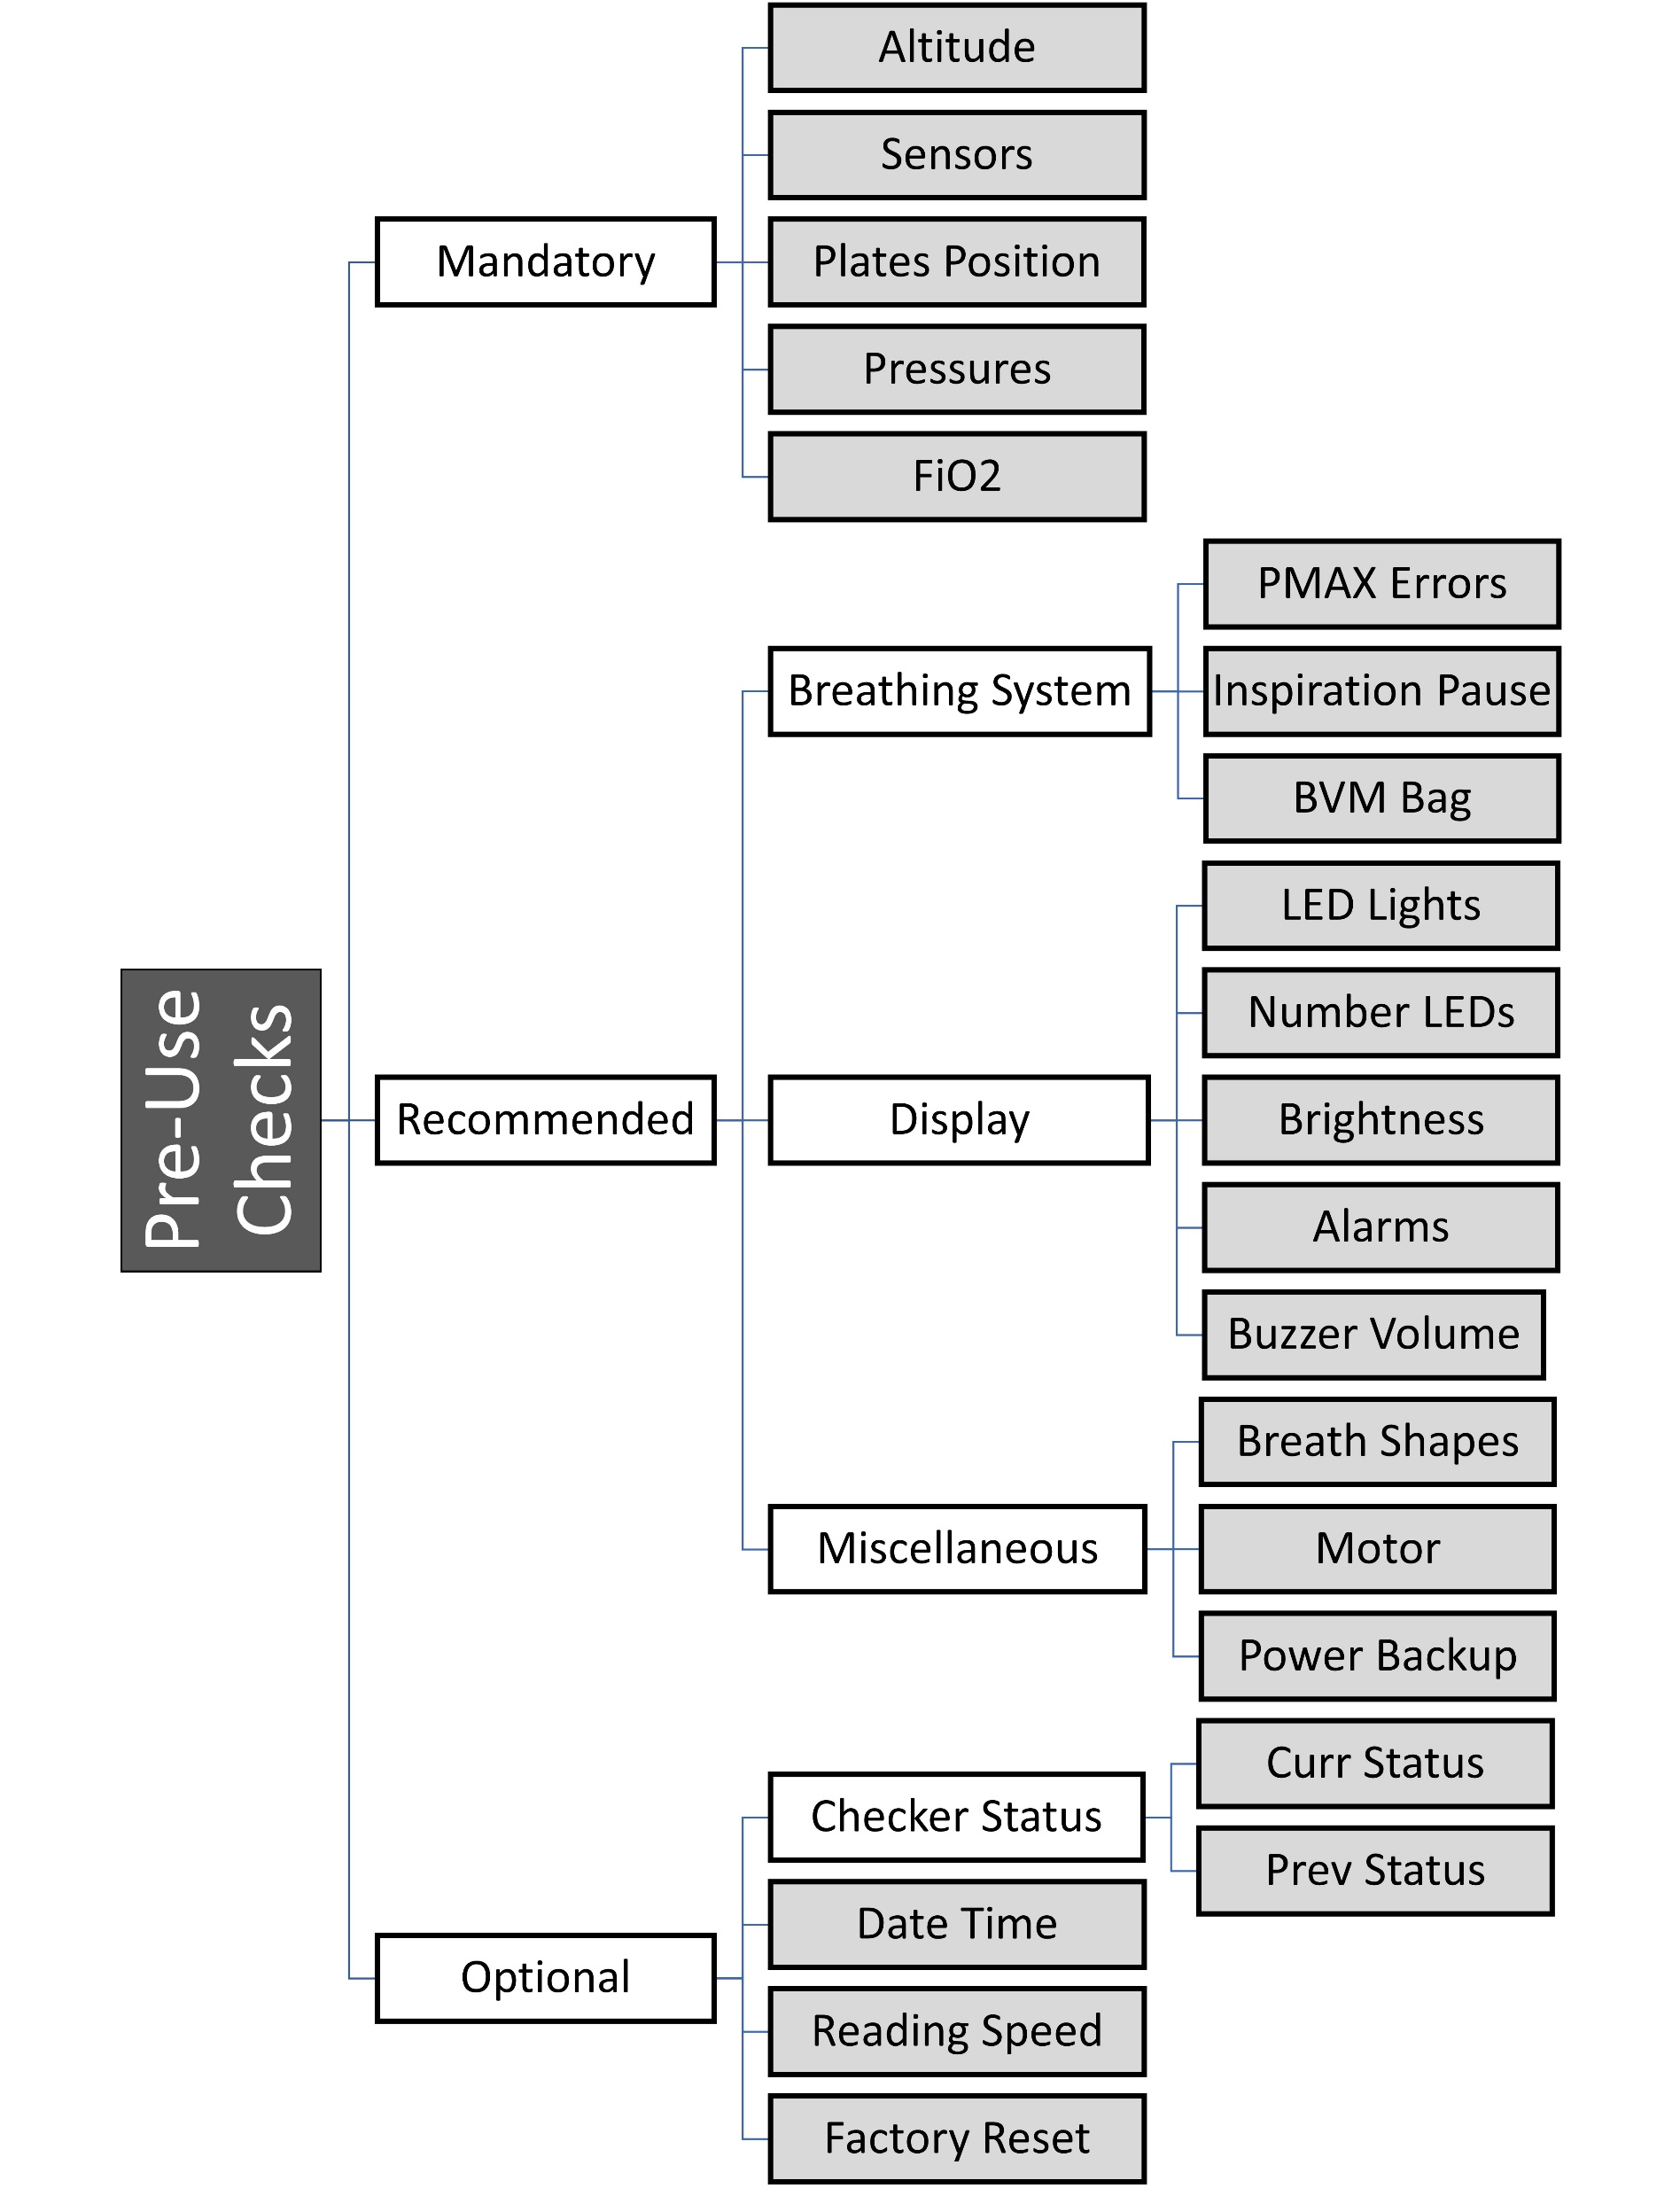 Pre-Use
Checks
Mandatory
Altitude
Sensors
Plates Position
Pressures
FiO2
Recommended
Breathing System
PMAX Errors
Inspiration Pause
BVM Bag
Display
LED Lights
Number LEDs
Brightness
Alarms
Buzzer Volume
Miscellaneous
Breath Shapes
Motor
Power Backup
Optional
Checker Status
Curr Status
Prev Status
Date Time
Reading Speed
Factory Reset